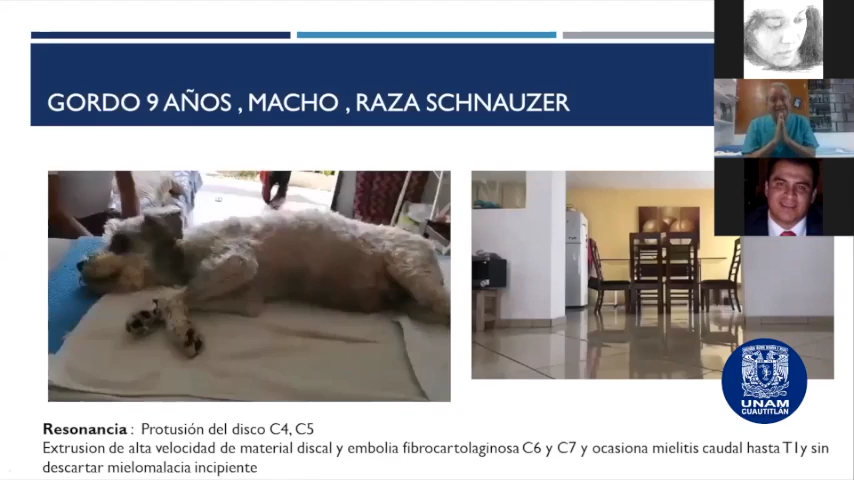 GORDO 9 AÑOS , MACHO , RAZA SCHNAUZER
UNAM
CUAUTITLÁN
Resonancia : Protusión del disco C4, C5
Extrusion de alta velocidad de material discal y embolia fibrocartolaginosa C6 y C7 y ocasiona mielitis caudal hasta T1y sin
descartar mielomalacia incipiente